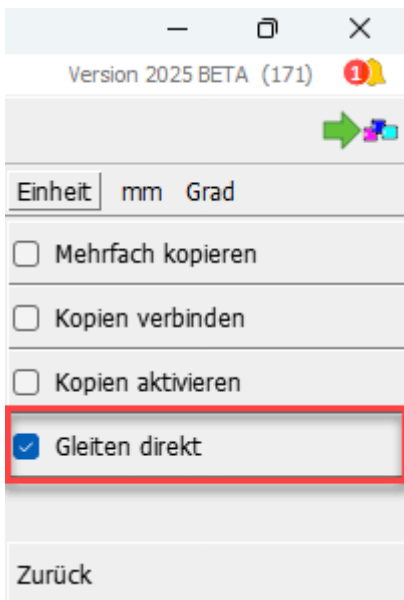 Version 2025 BETA (171) 1
Einheit mm Grad
Mehrfach kopieren
Kopien verbinden
Kopien aktivieren
Gleiten direkt
Zurück